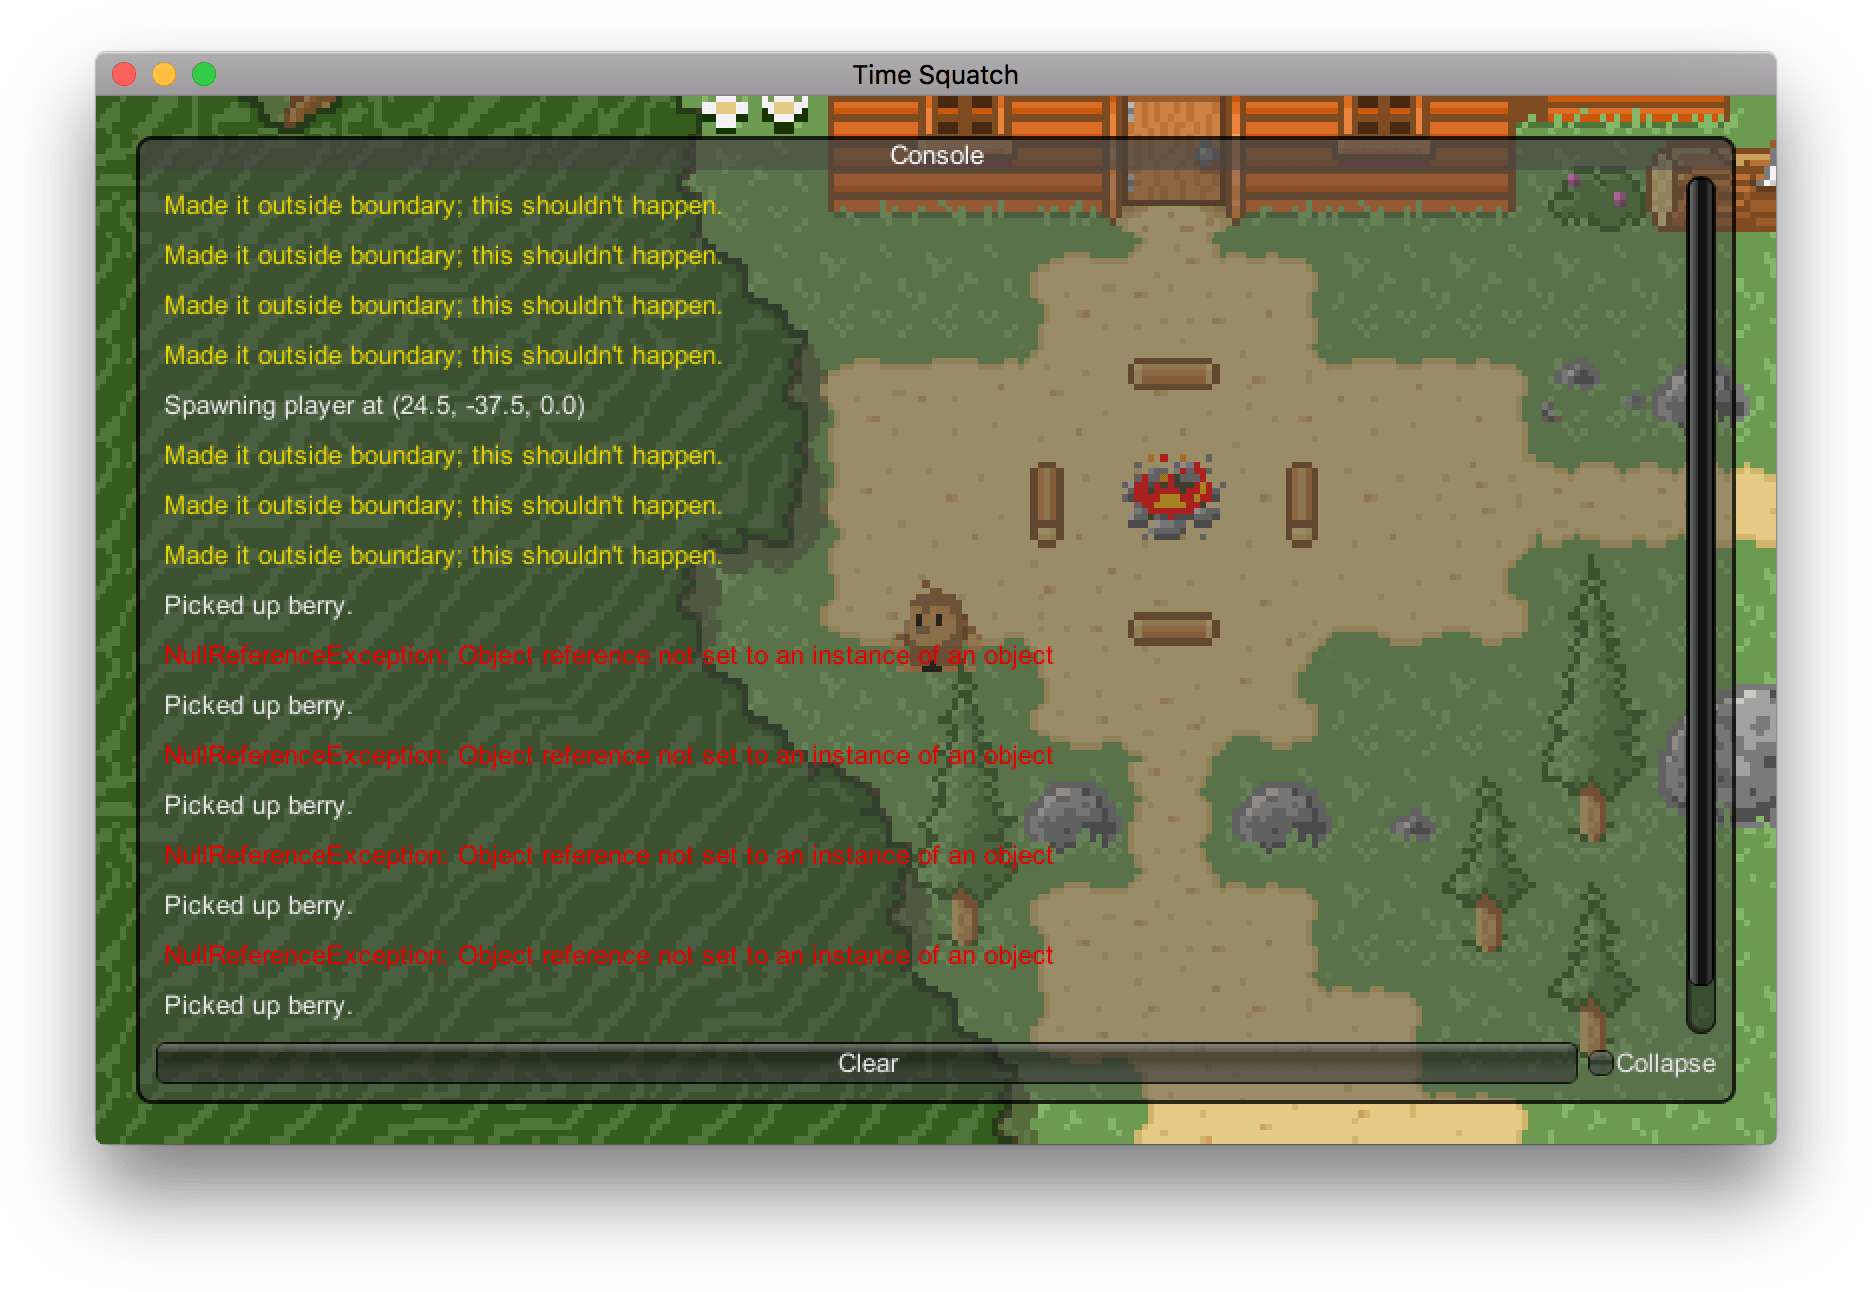 Time Squatch
Console
Made it outside boundary; this shouldn't happen.
Made it outside boundary; this shouldn't happen.
Made it outside boundary; this shouldn't happen.
Made it outside boundary; this shouldn't happen.
Spawning player at (24.5, -37.5, 0.0)
Made it outside boundary; this shouldn't happen.
Made it outside boundary; this shouldn't happen.
Made it outside boundary; this shouldn't happen.
Picked up berry.
NullReferenceException: Object reference not set to an instance of an object
Picked up berry.
NullReferenceException: Object reference not set to an instance of an object
Picked up berry.
NullReferenceException: Object reference not set to an instance of an object
Picked up berry.
NullReferenceException: Object reference not set to an instance of an object
Picked up berry.
Clear
Collapse